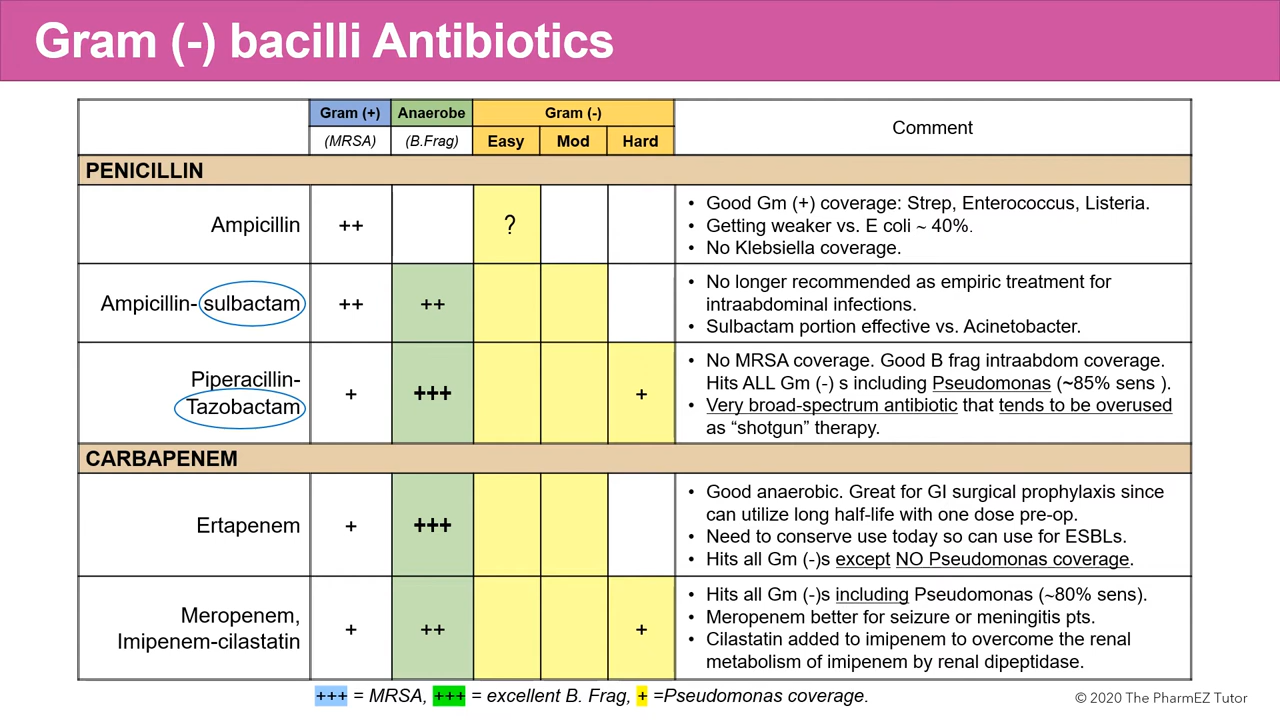 Gram (-) bacilli Antibiotics
Gram (+) Anaerobe Gram (-) Comment
(MRSA) (B.Frag) Easy Mod Hard
PENICILLIN
Ampicillin ++ ?
• Good Gm (+) coverage: Strep, Enterococcus, Listeria.
• Getting weaker vs. E coli ~ 40%.
• No Klebsiella coverage.
Ampicillin- sulbactam ++ ++
• No longer recommended as empiric treatment for
intraabdominal infections.
• Sulbactam portion effective vs. Acinetobacter.
Piperacillin-
Tazobactam
+ +++ +
• No MRSA coverage. Good B frag intraabdom coverage.
Hits ALL Gm (-) s including Pseudomonas (~85% sens ).
• Very broad-spectrum antibiotic that tends to be overused
as “shotgun” therapy.
CARBAPENEM
Ertapenem + +++
• Good anaerobic. Great for GI surgical prophylaxis since
can utilize long half-life with one dose pre-op.
• Need to conserve use today so can use for ESBLs.
• Hits all Gm (-)s except NO Pseudomonas coverage.
Meropenem,
Imipenem-cilastatin
+ ++ +
• Hits all Gm (-)s including Pseudomonas (~80% sens).
• Meropenem better for seizure or meningitis pts.
• Cilastatin added to imipenem to overcome the renal
metabolism of imipenem by renal dipeptidase.
+++ = MRSA, +++ = excellent B. Frag, + =Pseudomonas coverage.
© 2020 The PharmEZ Tutor